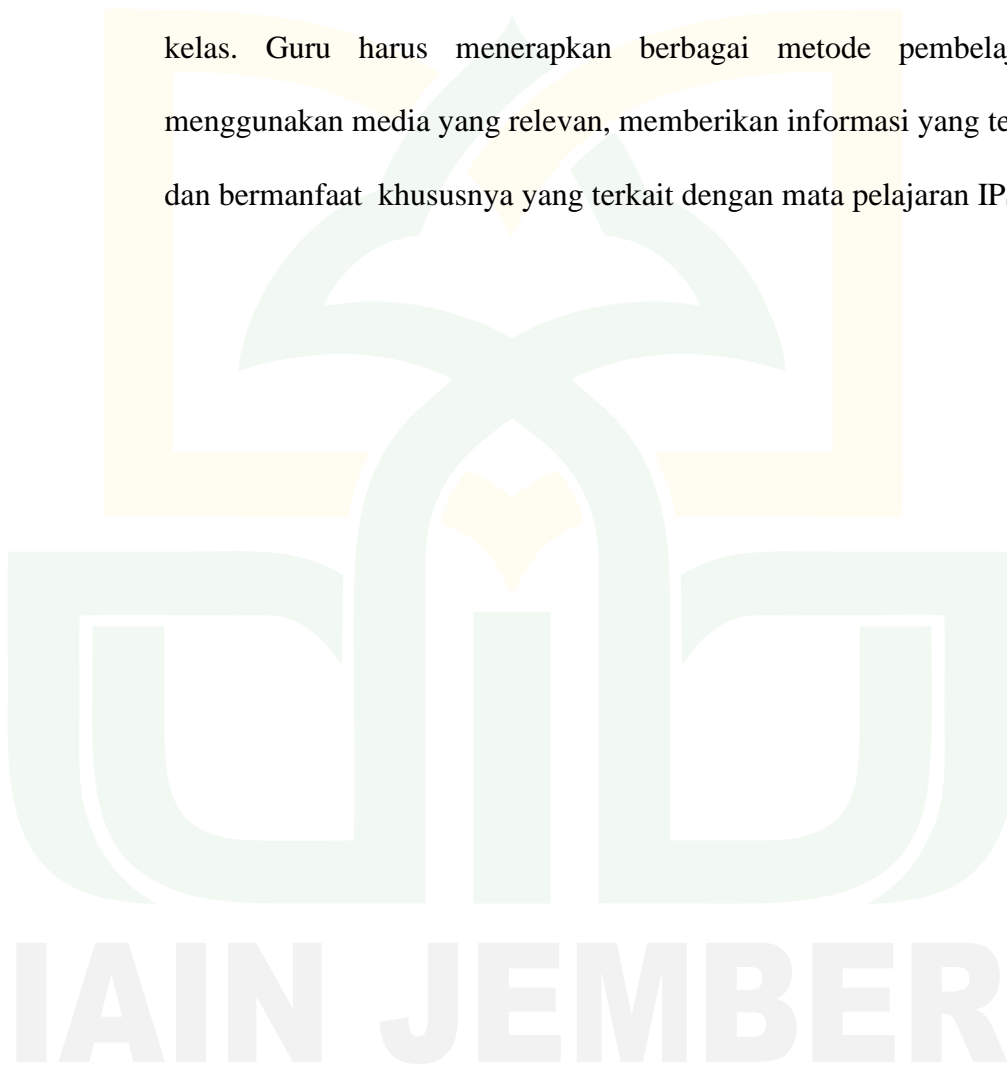 kelas. Guru harus menerapkan berbagai metode
menggunakan media yang relevan, memberikan informasi yang
dan bermanfaat khususnya yang terkait dengan mata pelajaran
IAIN JEMBER